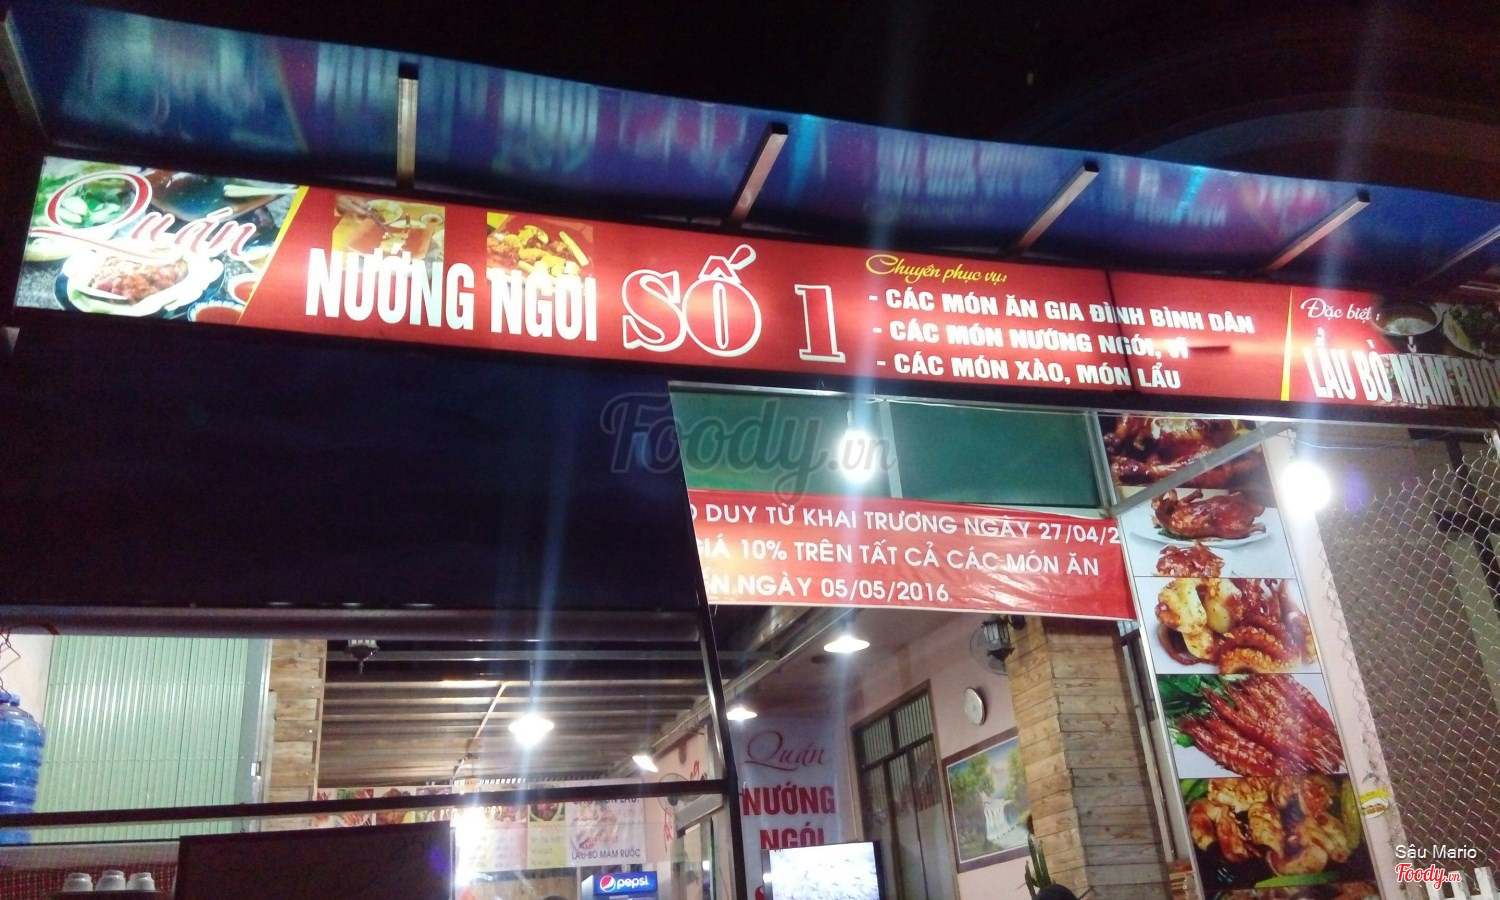 Quán
NƯỚNG NGÓI SỐ 1
Chuyên phục vụ:
- CÁC MÓN ĂN GIA ĐÌNH BÌNH DÂN
- CÁC MÓN NƯỚNG NGÓI, VĨ
- CÁC MÓN XÀO, MÓN LẨU
Đặc biệt :
LẨU BÒ MẮM RUỐ
Foody.vn
DUY TỪ KHAI TRƯƠNG NGÀY 27/04/2
GIÁ 10% TRÊN TẤT CẢ CÁC MÓN ĂN
NGÀY 05/05/2016
Quán
NƯỚNG
NGÓI
LẨU BÒ MẮM RUỐC
pepsi
Sâu Mario
Foody.vn